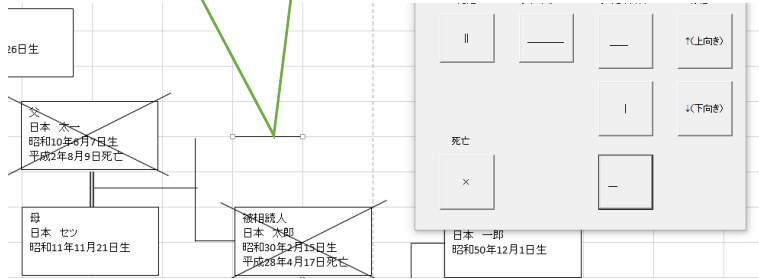 26日生
父
日本 太一
昭和10年6月7日生
平成2年8月9日死亡
母
日本 セツ
昭和11年11月21日生
被相続人
日本 太郎
昭和30年2月15日生
平成28年4月17日死亡
日本 一郎
昭和50年12月1日生
↑(上向き)
↓(下向き)
死亡
×